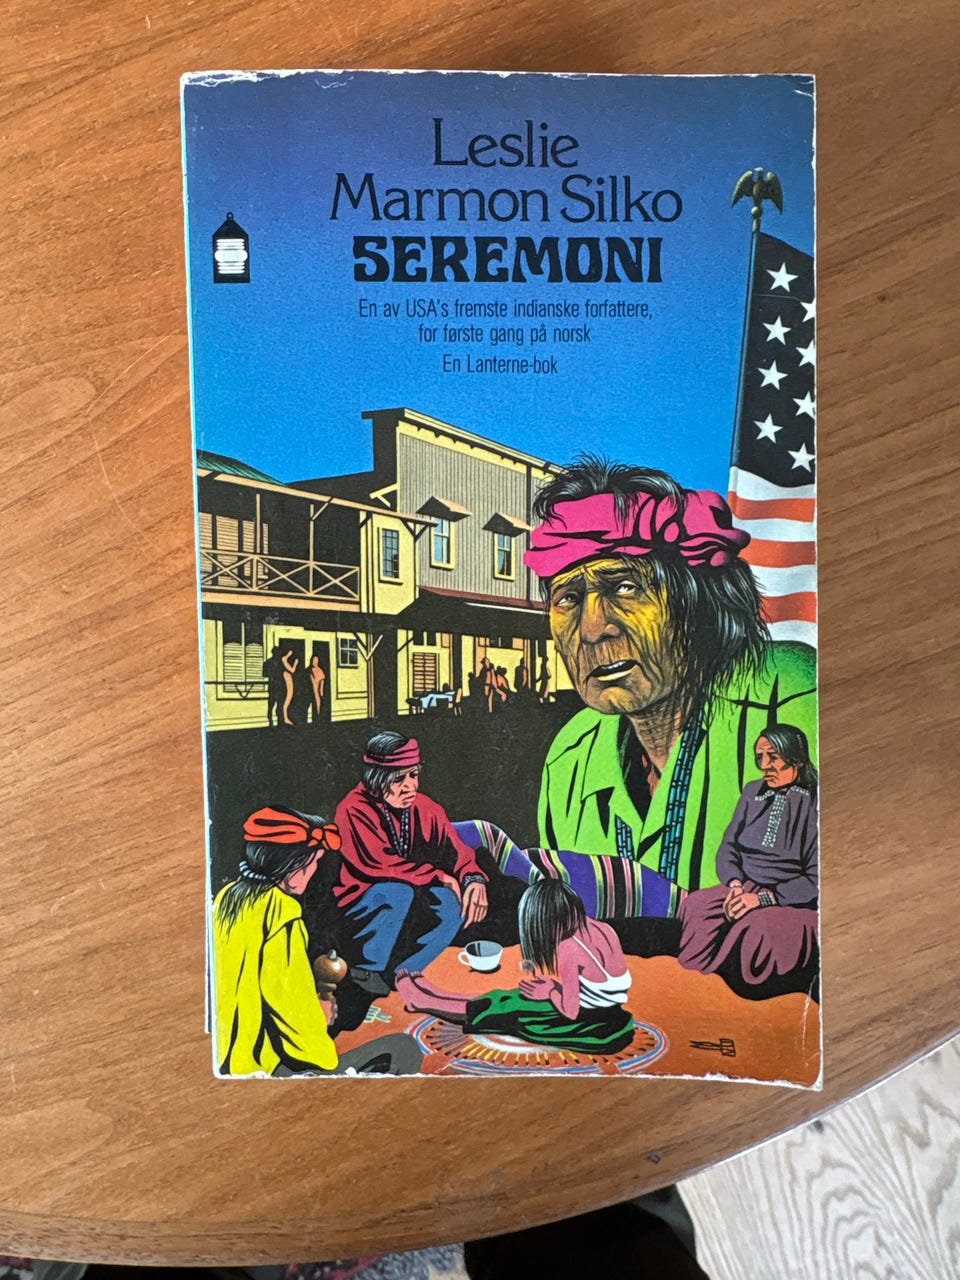 Leslie
Marmon Silko
SEREMONI
En av USA's fremste indianske forfattere,
for første gang på norsk
En Lanterne-bok